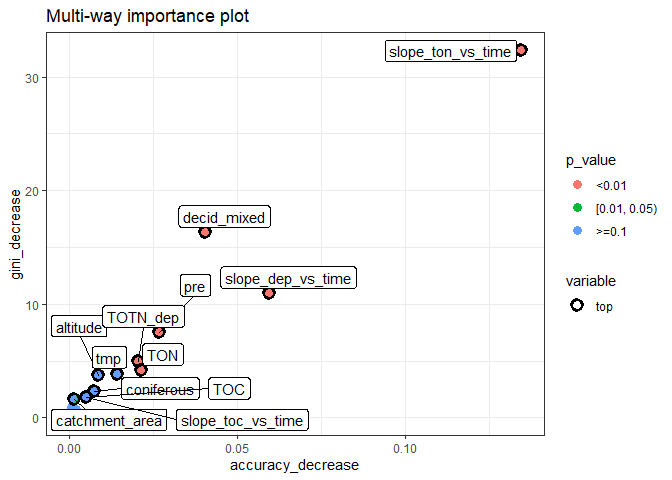 Multi-way importance plot
slope_ton_vs_time
decid_mixed
slope_dep_vs_time
pre
TOTN_dep
altitude
tmp
TON
coniferous
TOC
catchment_area
slope_toc_vs_time
gini_decrease
30
20
10
0
0.00
0.05
0.10
accuracy_decrease
p_value
<0.01
[0.01, 0.05)
>=0.1
variable
top